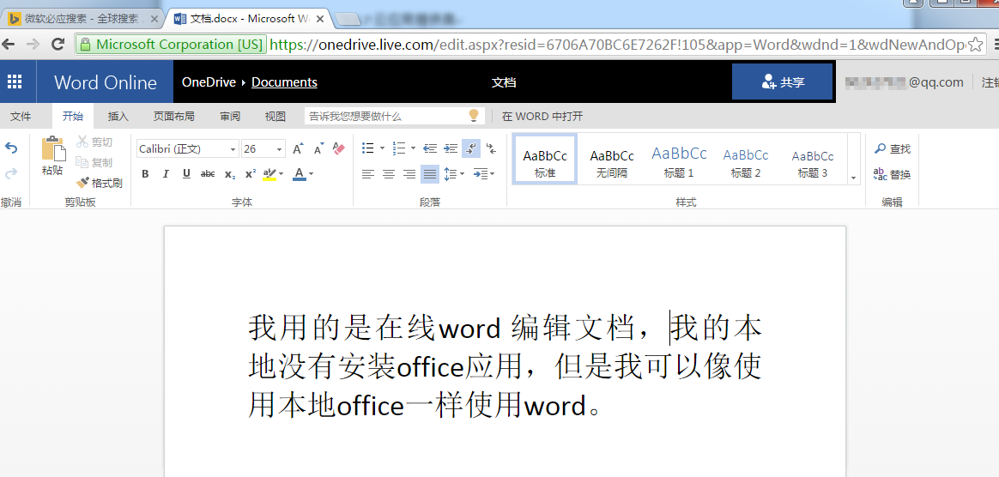 微软必应搜索 - 全球搜索
文档.docx - Microsoft W
Microsoft Corporation [US] https://onedrive.live.com/edit.aspx?resid=6706A70BC6E7262F!105&app=Word&wdnd=1&wdNewAndOp
Word Online OneDrive Documents 文档 共享 @qq.com 注销
文件 开始 插入 页面布局 审阅 视图 告诉我您想要做什么 在 WORD 中打开
粘贴 剪切 复制 格式刷
Calibri (正文) 26
B I U abc x₂ x² A
AaBbCc AaBbCc AaBbCc AaBbCc AaBbCc
标准 无间隔 标题 1 标题 2 标题 3
查找
替换
撤消 剪贴板 字体 段落 样式 编辑
我用的是在线word 编辑文档，我的本
地没有安装office应用，但是我可以像使
用本地office一样使用word。